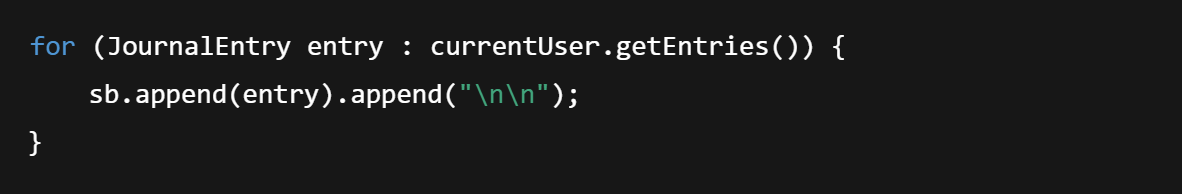 for (JournalEntry entry : currentUser.getEntries()) {
    sb.append(entry).append("\n\n");
}